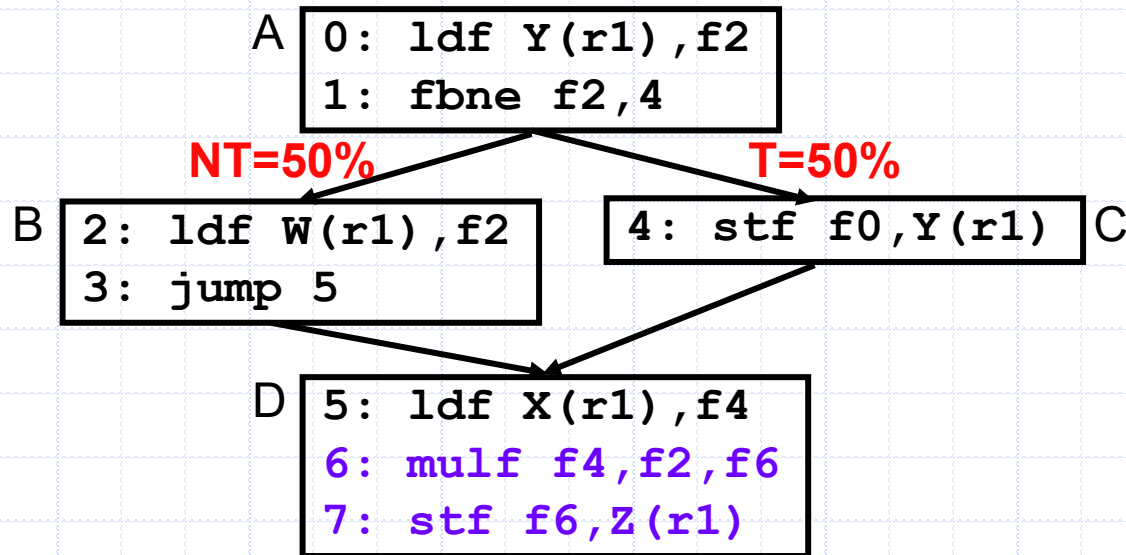 A
0: ldf Y(r1),f2
1: fbne f2,4
NT=50%
T=50%
B
2: ldf W(r1),f2
3: jump 5
4: stf f0,Y(r1)
C
D
5: ldf X(r1),f4
6: mulf f4,f2,f6
7: stf f6,Z(r1)